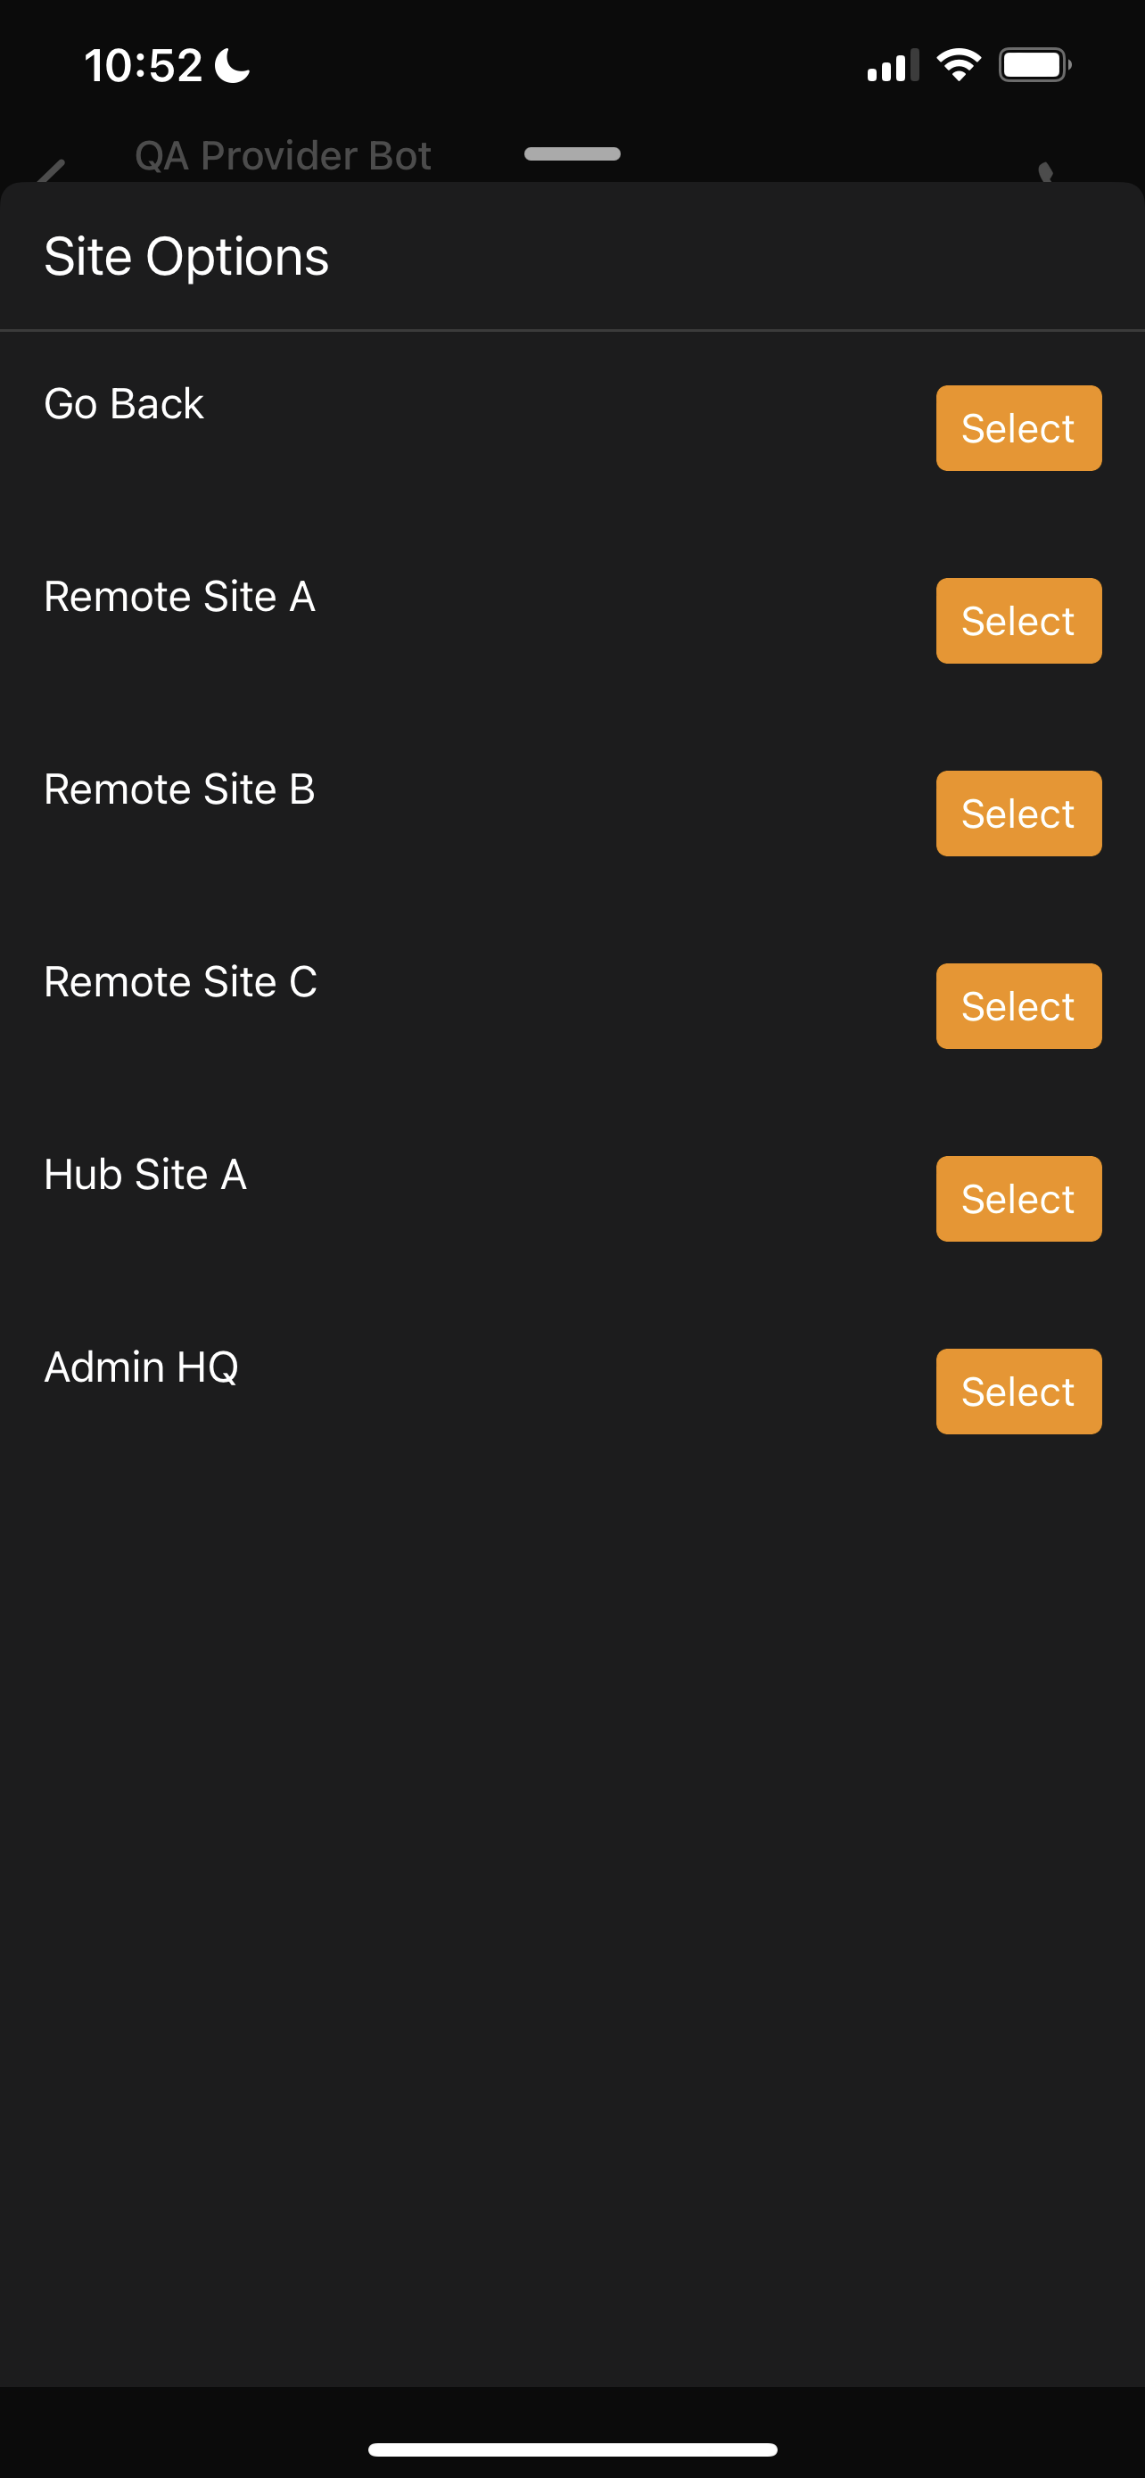 10:52
QA Provider Bot
Site Options
Go Back
Select
Remote Site A
Select
Remote Site B
Select
Remote Site C
Select
Hub Site A
Select
Admin HQ
Select